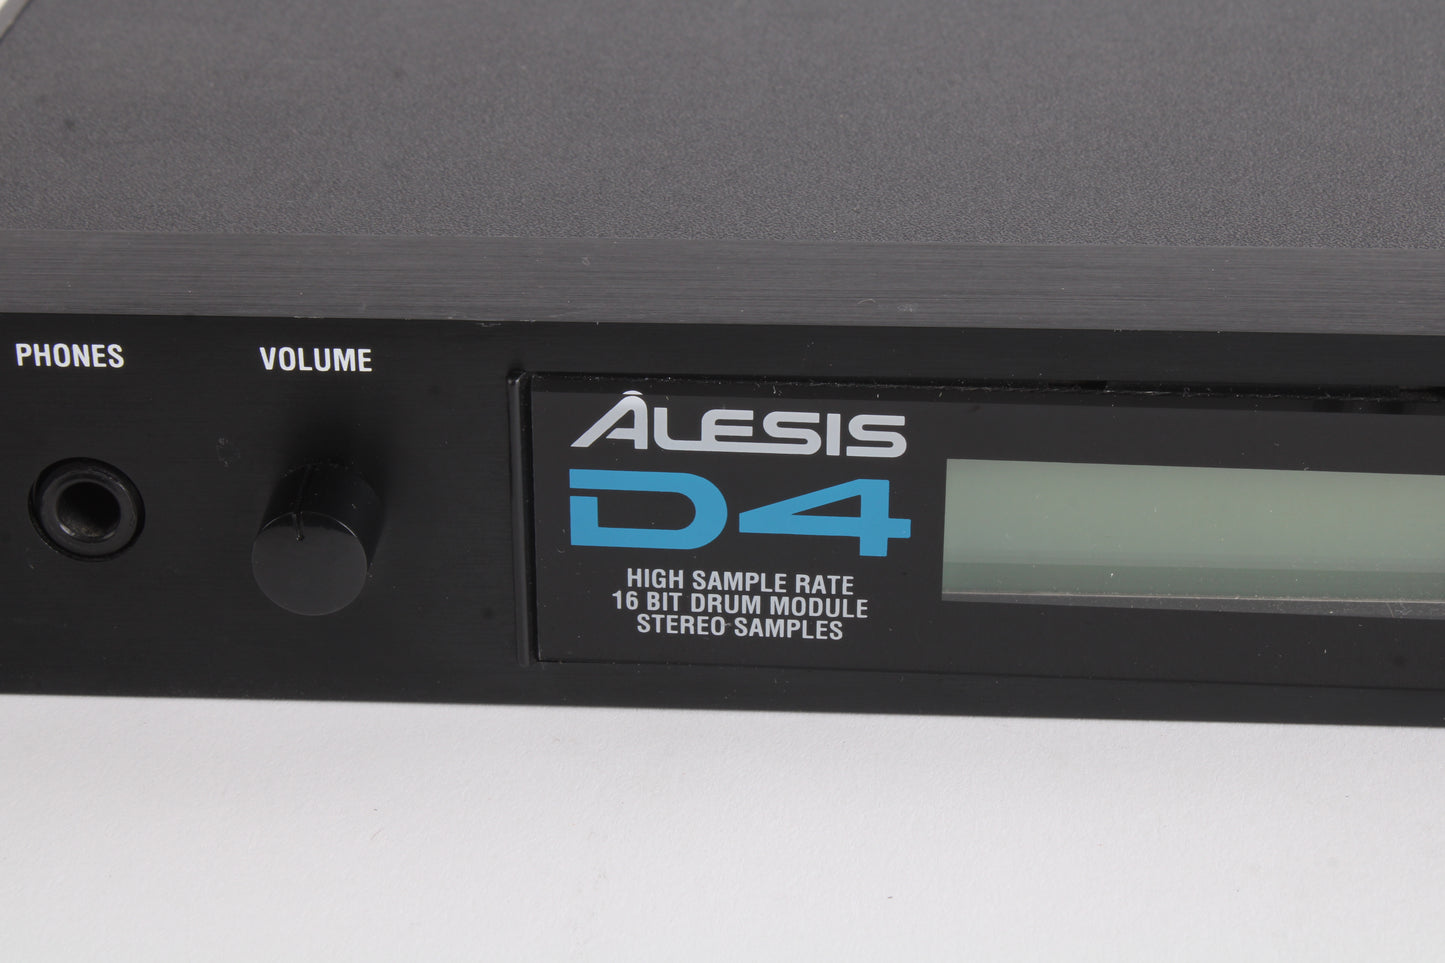 PHONES
VOLUME
ALESIS
D4
HIGH SAMPLE RATE
16 BIT DRUM MODULE
STEREO SAMPLES